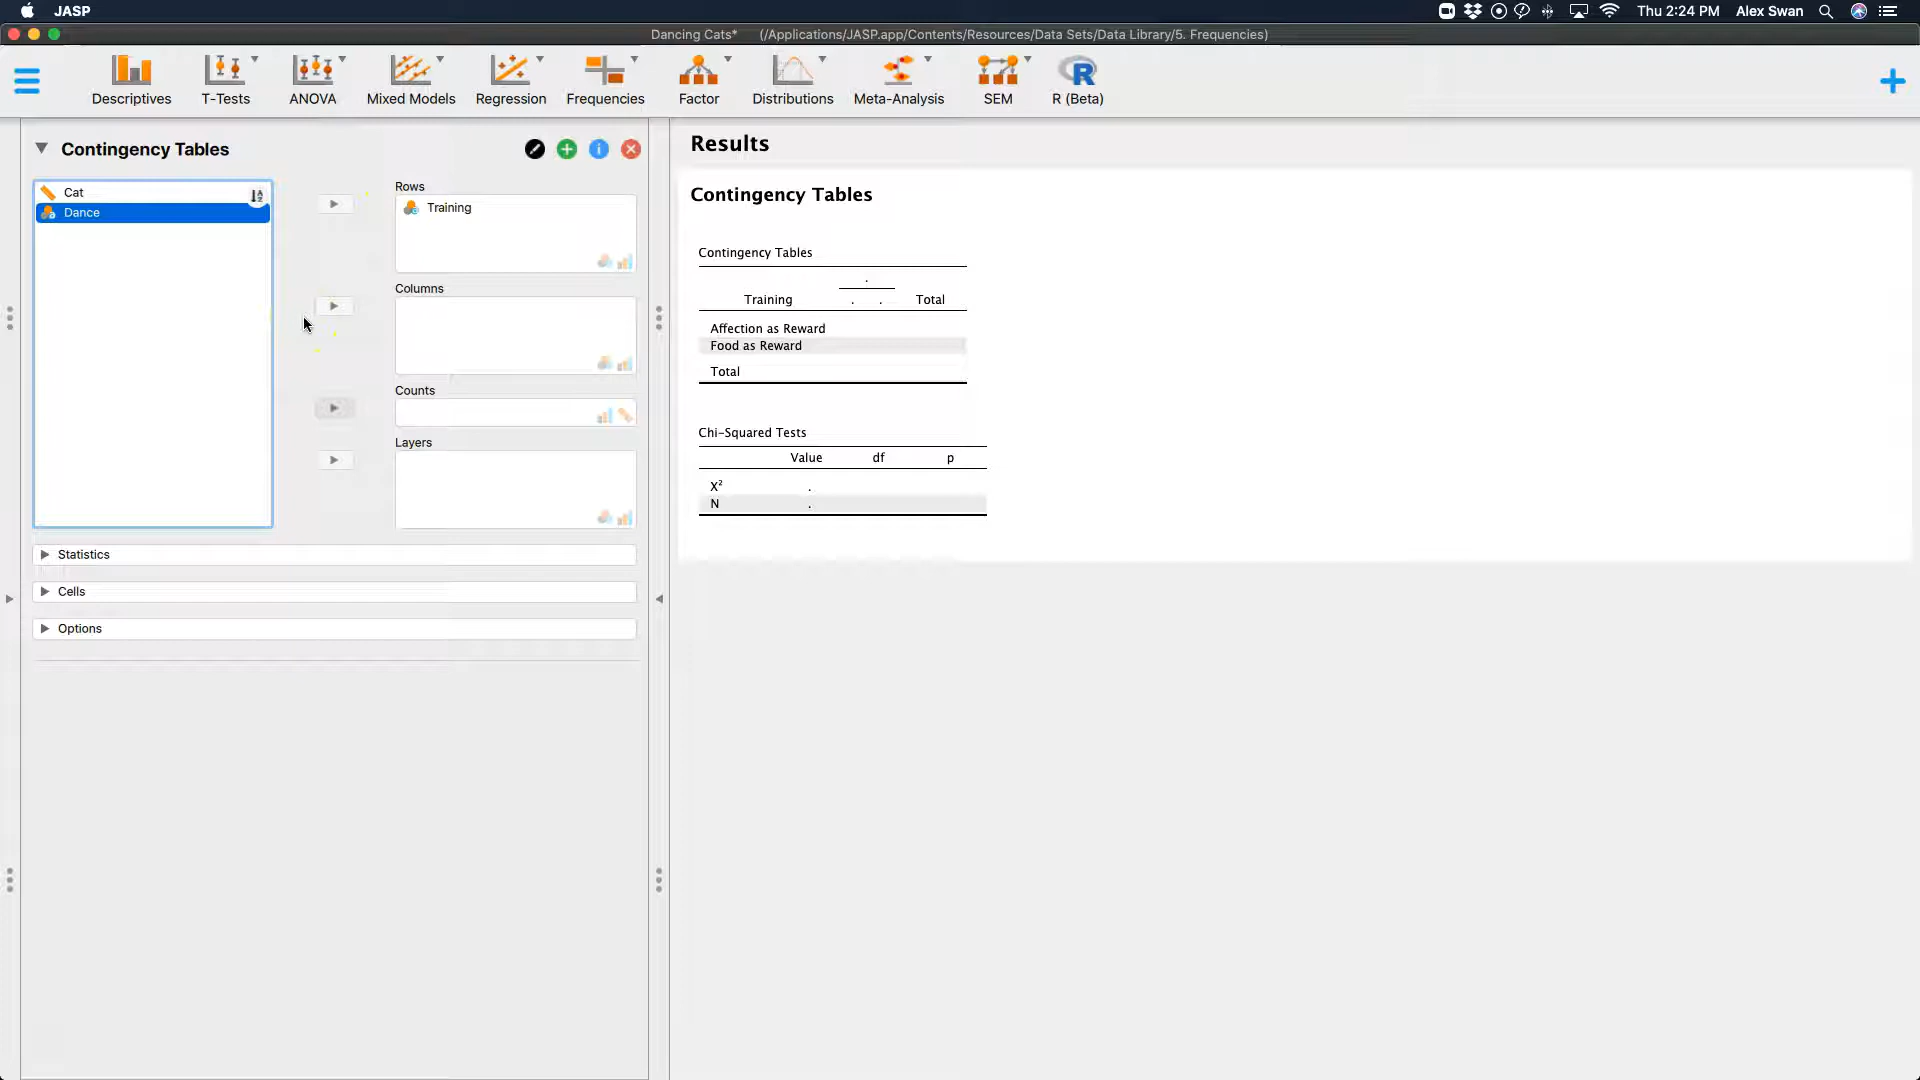 JASP
Thu 2:24 PM Alex Swan
Dancing Cats* (/Applications/JASP.app/Contents/Resources/Data Sets/Data Library/5. Frequencies)
Descriptives T-Tests ANOVA Mixed Models Regression Frequencies Factor Distributions Meta-Analysis SEM R (Beta)
Contingency Tables
Cat
Dance
Rows
Training
Columns
Counts
Layers
Statistics
Cells
Options
Results
Contingency Tables
Contingency Tables
.
Training . . Total
Affection as Reward
Food as Reward
Total
Chi-Squared Tests
Value df p
X² .
N .